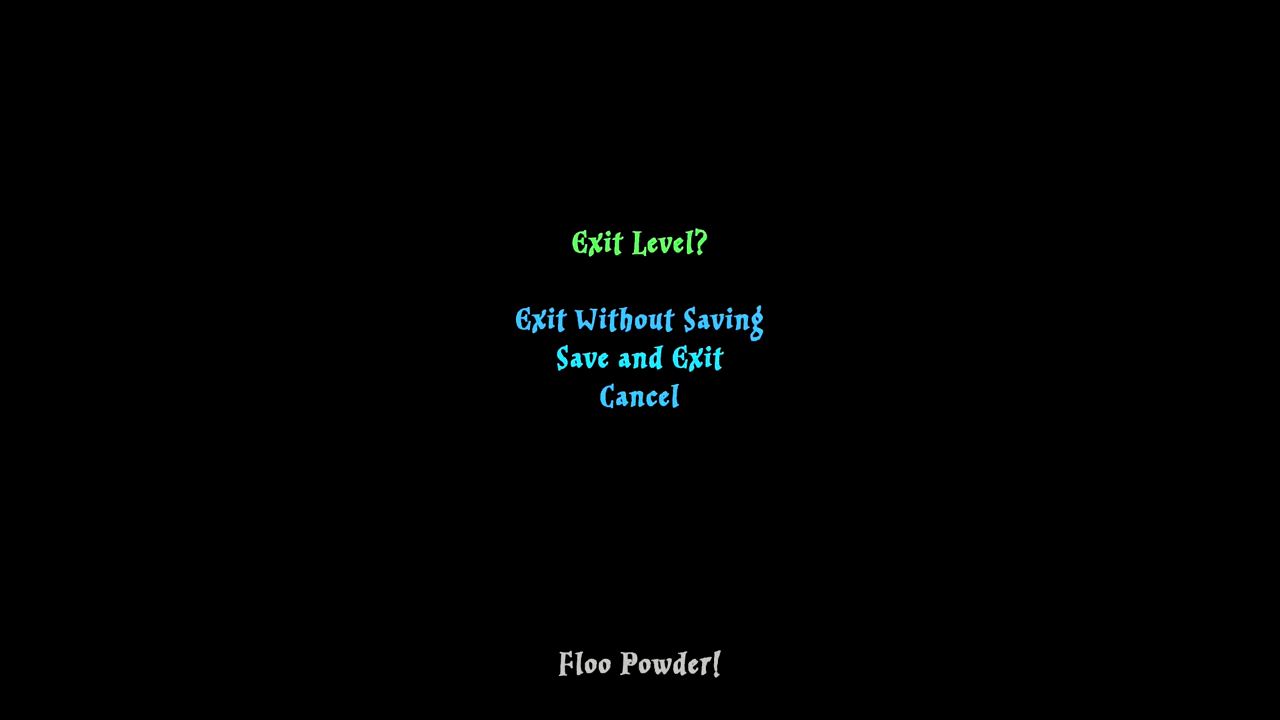 Exit Level?
Exit Without Saving
Save and Exit
Cancel
Floo Powder!